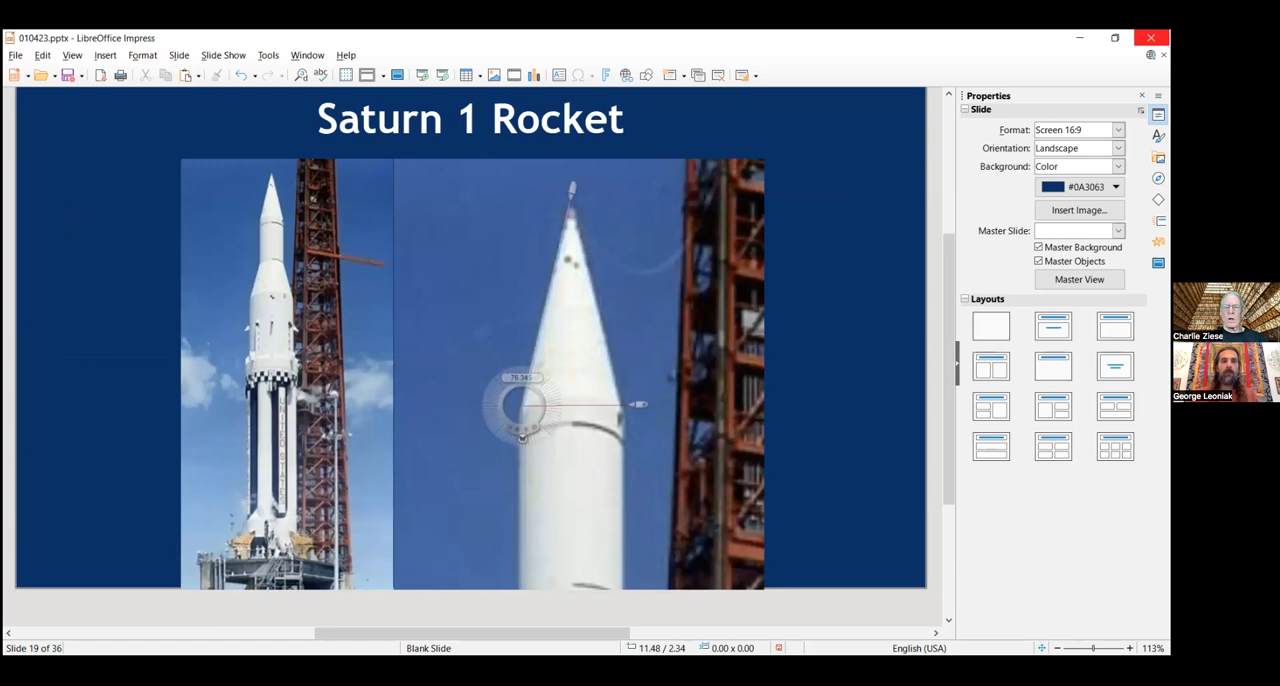 010423.pptx - LibreOffice Impress
File Edit View Insert Format Slide Slide Show Tools Window Help
Properties
Slide
Format: Screen 16:9
Orientation: Landscape
Background: Color
#0A3063
Insert Image...
Master Slide:
Master Background
Master Objects
Master View
Layouts
Saturn 1 Rocket
UNITED STATES
Charlie Ziese
George Leoniak
Slide 19 of 36
Blank Slide
11.48 / 2.34
0.00 x 0.00
English (USA)
113%